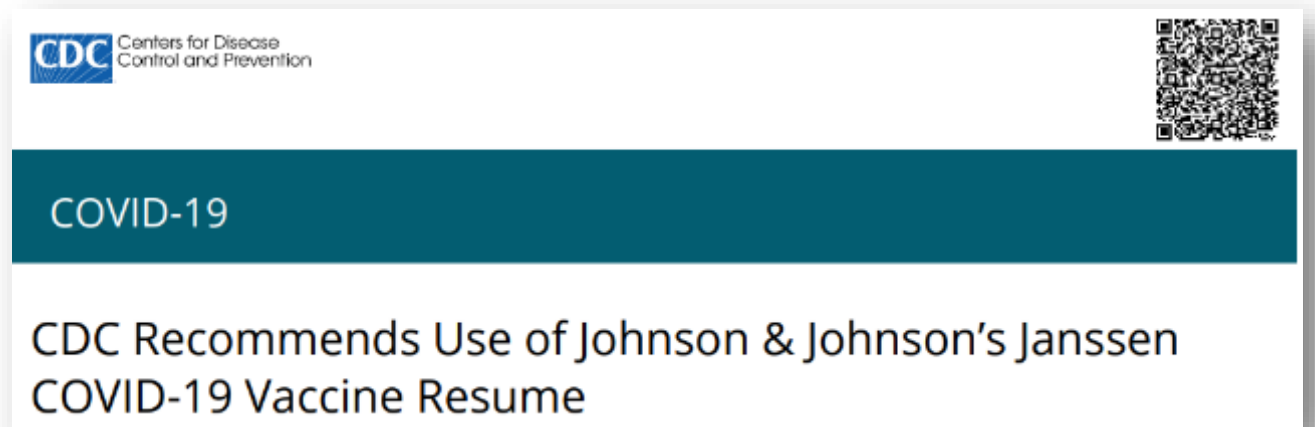 CDC Centers for Disease
Control and Prevention
COVID-19
CDC Recommends Use of Johnson & Johnson's Janssen
COVID-19 Vaccine Resume